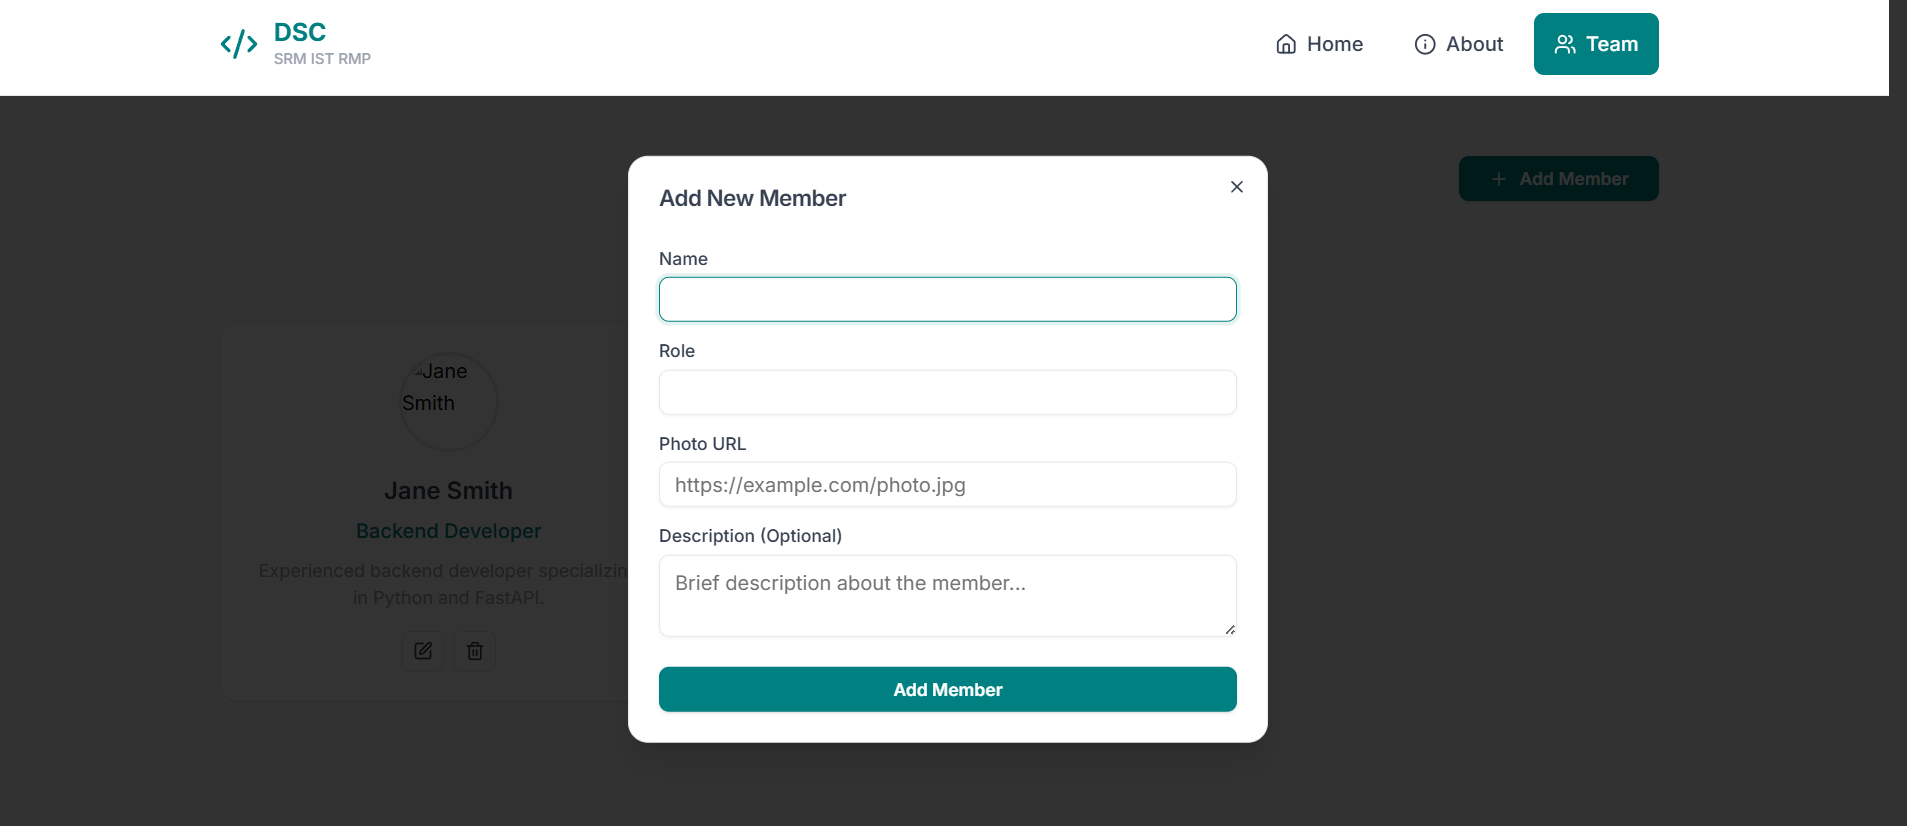 DSC
SRM IST RMP
Home
About
Team
Add Member
Add New Member
Name
Role
Photo URL
https://example.com/photo.jpg
Description (Optional)
Brief description about the member...
Add Member
Jane
Smith
Jane Smith
Backend Developer
Experienced backend developer specializin
in Python and FastAPI.